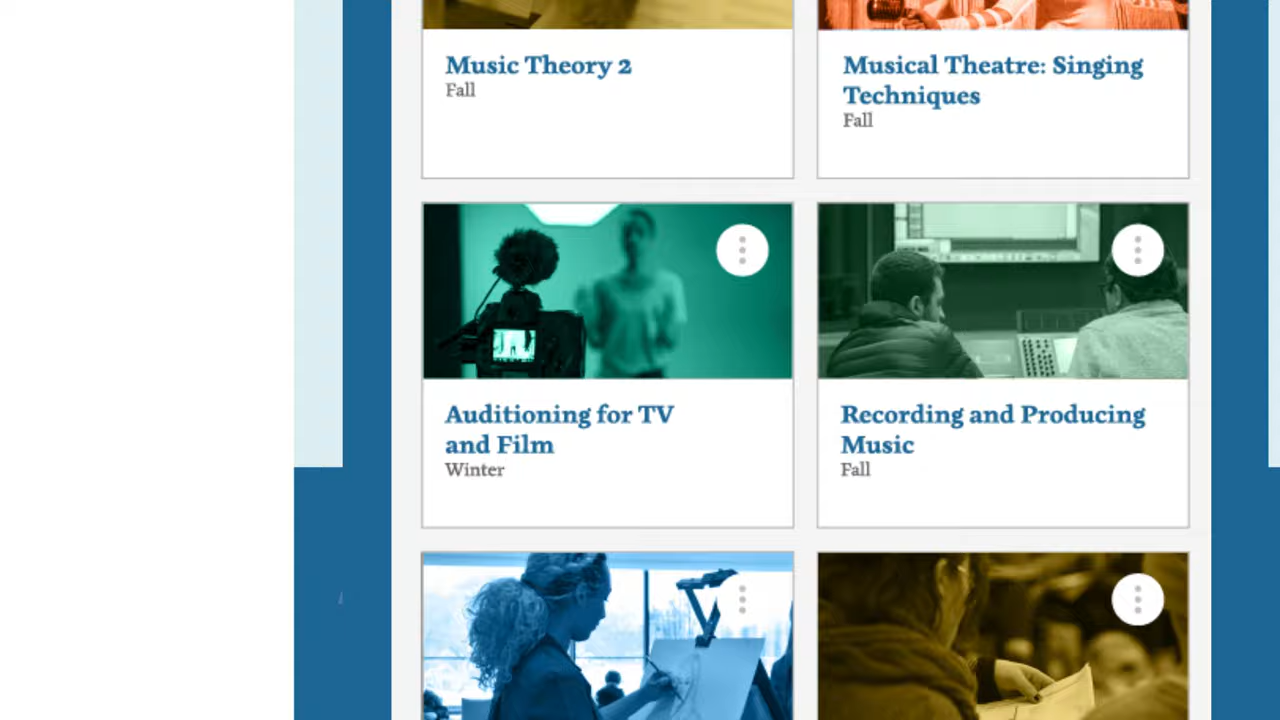 Music Theory 2
Fall
Musical Theatre: Singing
Techniques
Fall
Auditioning for TV
and Film
Winter
Recording and Producing
Music
Fall